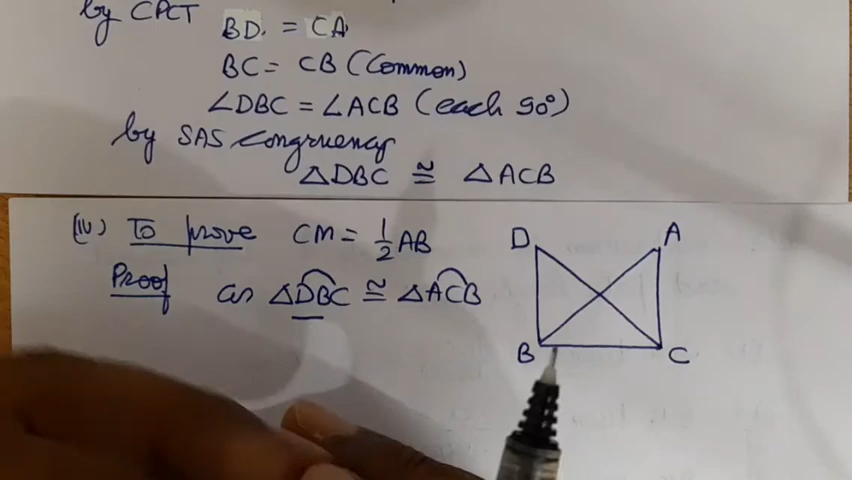 by CPCT BD. = CA
BC = CB (Common)
∠DBC = ∠ACB (each 90°)
by SAS congruency
△DBC ≅ △ACB
(iv) To prove CM = 1/2 AB
Proof as △DBC ≅ △ACB
D A
B C